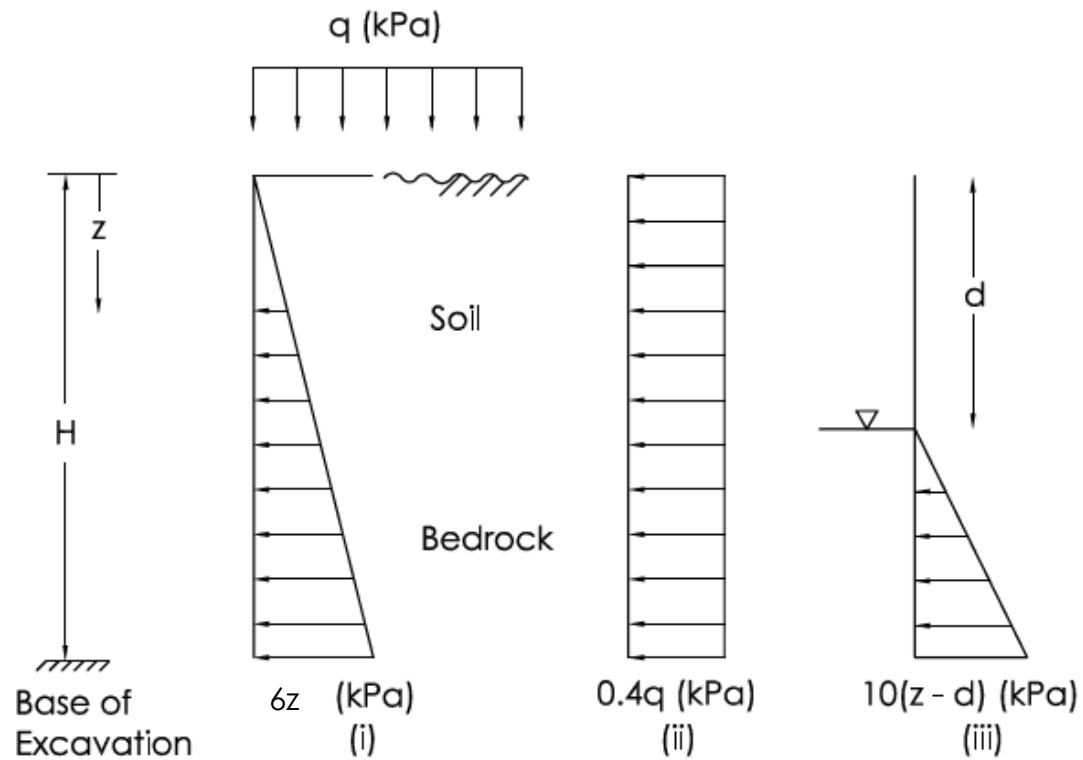 q (kPa)
z
Soil
d
H
Bedrock
Base of
Excavation
6z (kPa)
(i)
0.4q (kPa)
(ii)
10(z - d) (kPa)
(iii)